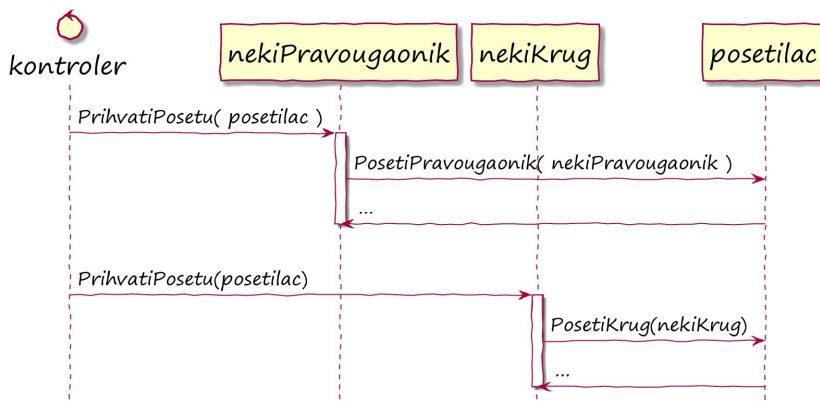 kontroler
nekiPravougaonik
nekiKrug
posetilac
PrihvatiPosetu( posetilac )
PosetiPravougaonik( nekiPravougaonik )
...
PrihvatiPosetu(posetilac)
PosetiKrug(nekiKrug)
...